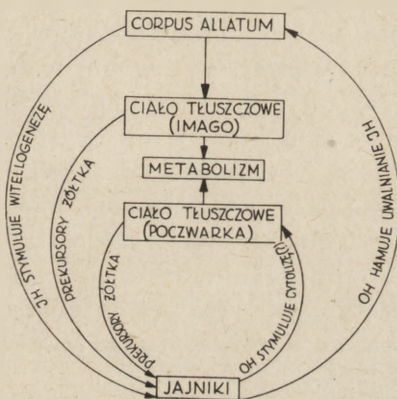 CORPUS ALLATUM
CIAŁO TŁUSZCZOWE
(IMAGO)
METABOLIZM
CIAŁO TŁUSZCZOWE
(POCZWARKA)
JAJNIKI
JH STYMULUJE WITELLOGENEZĘ
PREKURSORY ŻÓŁTKA
PREKURSORY ŻÓŁTKA
OH STYMULUJE CYTOLIZĘ(?)
OH HAMUJE UWALNIANIE JH